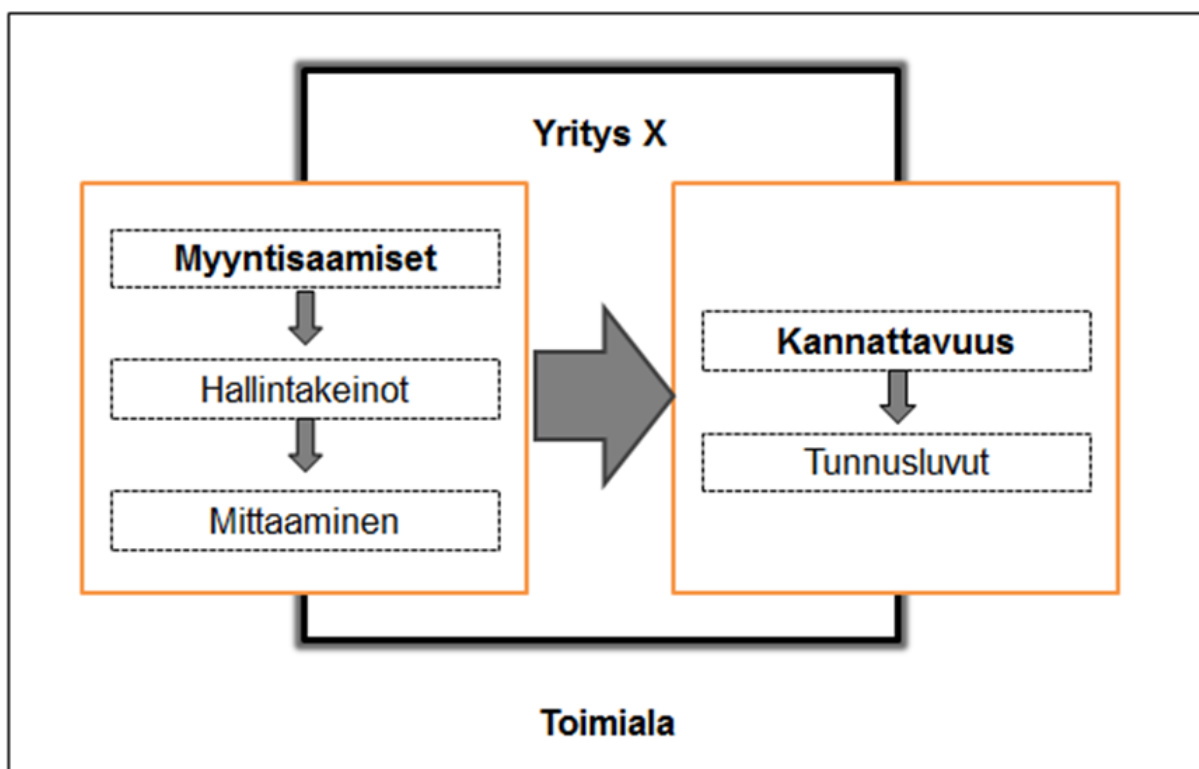 Yritys X
Myyntisaamiset
Hallintakeinot
Mittaaminen
Kannattavuus
Tunnusluvut
Toimiala